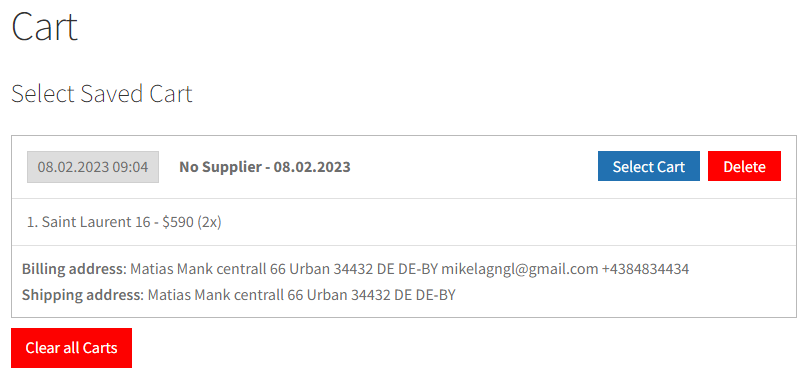 Cart
Select Saved Cart
08.02.2023 09:04 No Supplier - 08.02.2023 Select Cart Delete
1. Saint Laurent 16 - $590 (2x)
Billing address: Matias Mank centrall 66 Urban 34432 DE DE-BY mikelagngl@gmail.com +4384834434
Shipping address: Matias Mank centrall 66 Urban 34432 DE DE-BY
Clear all Carts